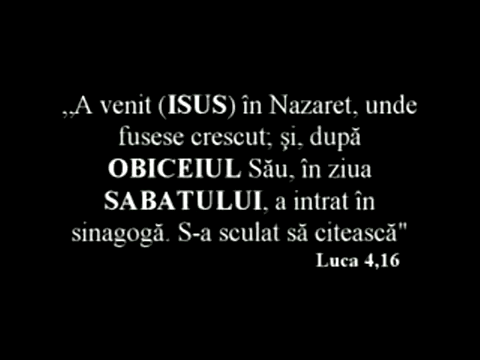 ,,A venit (ISUS) în Nazaret, unde
fusese crescut; şi, după
OBICEIUL Său, în ziua
SABATULUI, a intrat în
sinagogă. S-a sculat să citească"
Luca 4,16